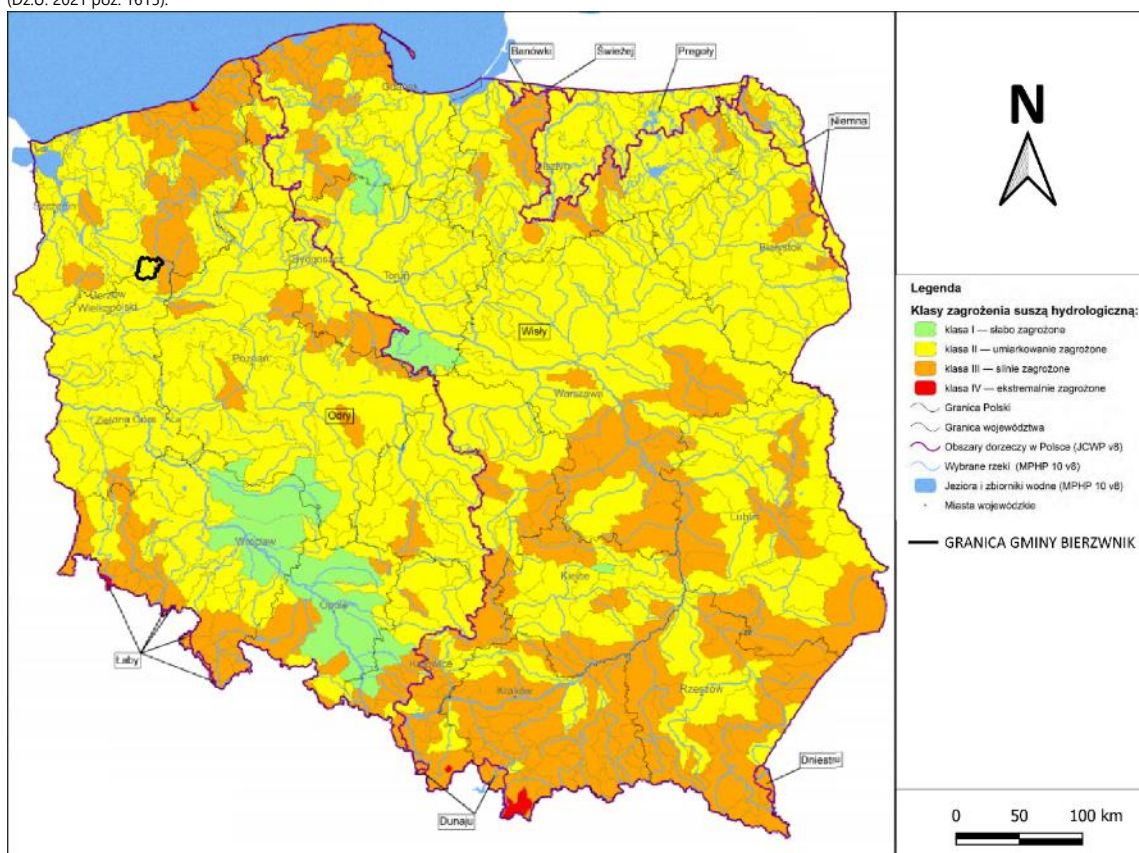 (Dz.U. 2021 poz. 1615).
Banówki
Świeżej
Pregoły
Niemna
Gdańsk
Olsztyn
Szczecin
Białystok
Bydgoszcz
Toruń
Gorzów
Wielkopolski
Wisły
Poznań
Warszawa
Odry
Zielona Góra
Wrocław
Lublin
Kielce
Opole
Łaby
Katowice
Kraków
Rzeszów
Dniestru
Dunaju
N
Legenda
Klasy zagrożenia suszą hydrologiczną:
klasa I — słabo zagrożone
klasa II — umiarkowanie zagrożone
klasa III — silnie zagrożone
klasa IV — ekstremalnie zagrożone
Granica Polski
Granica województwa
Obszary dorzeczy w Polsce (JCWP v8)
Wybrane rzeki (MPHP 10 v8)
Jeziora i zbiorniki wodne (MPHP 10 v8)
Miasta wojewódzkie
GRANICA GMINY BIERZWNIK
0 50 100 km